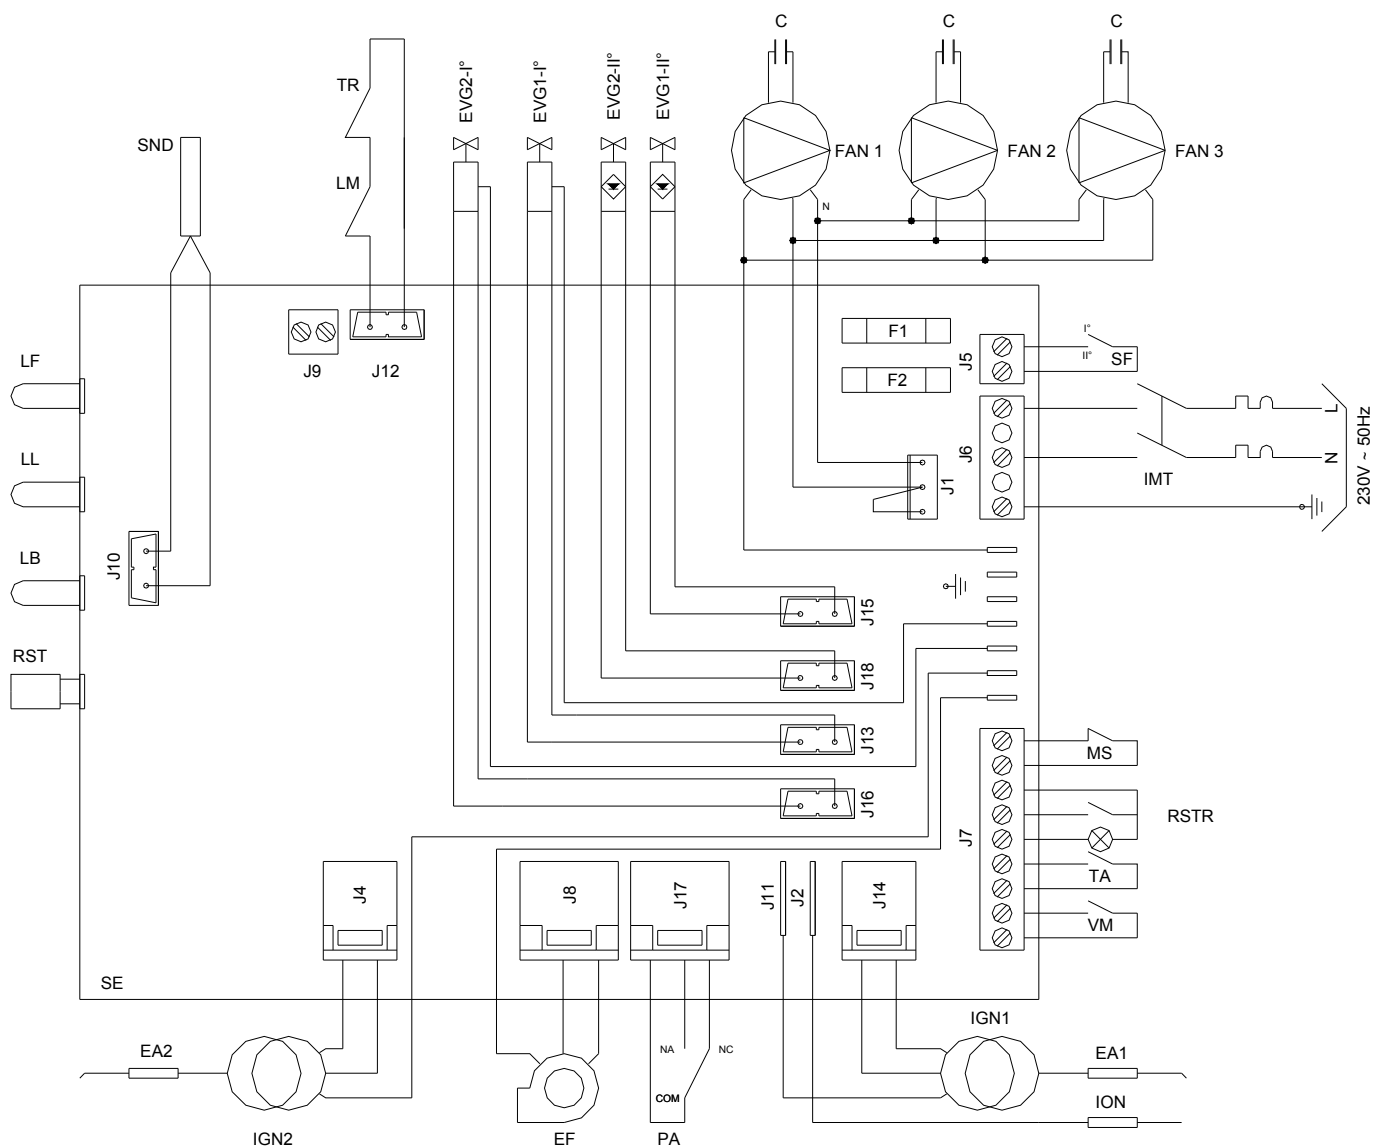 C
C
C
EVG2-I°
EVG1-I°
EVG2-II°
EVG1-II°
TR
SND
LM
FAN 1
FAN 2
FAN 3
N
J9
J12
F1
F2
J5
I°
II°
SF
LF
LL
LB
RST
J10
J6
J1
IMT
L
N
230V ~ 50Hz
J15
J18
J13
J16
J7
MS
RSTR
TA
VM
J4
J8
J17
J11
J2
J14
SE
IGN1
EA2
NA
NC
COM
EA1
ION
IGN2
EF
PA